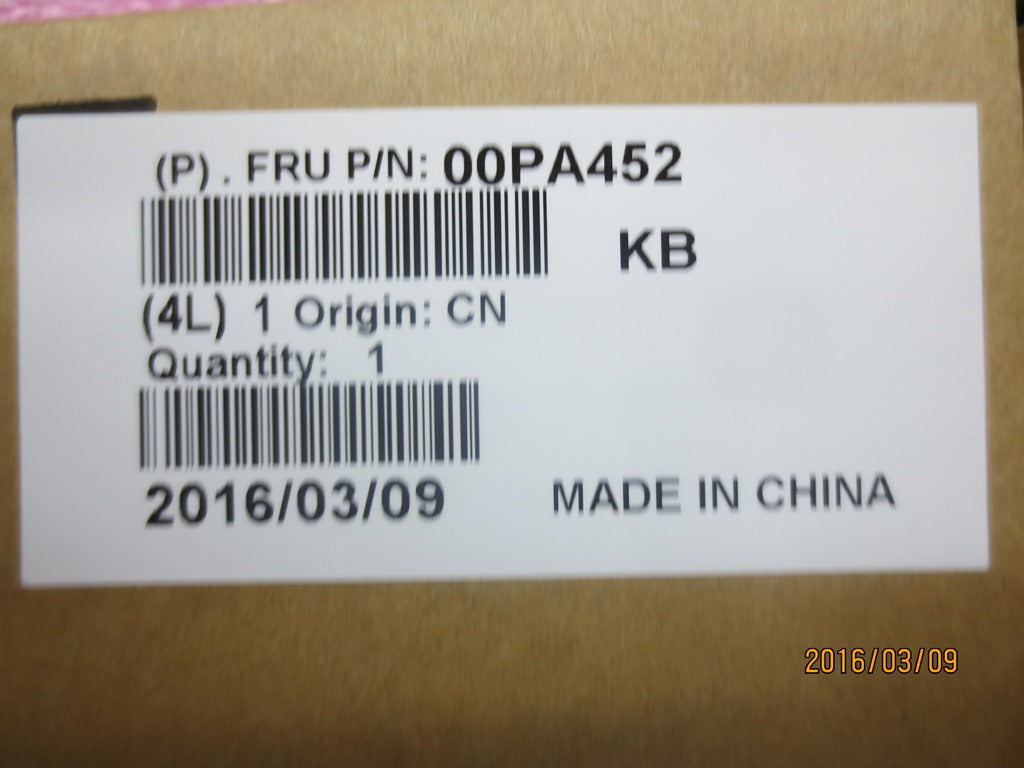 (P) . FRU P/N: 00PA452
KB
(4L) 1 Origin: CN
Quantity: 1
2016/03/09 MADE IN CHINA
2016/03/09